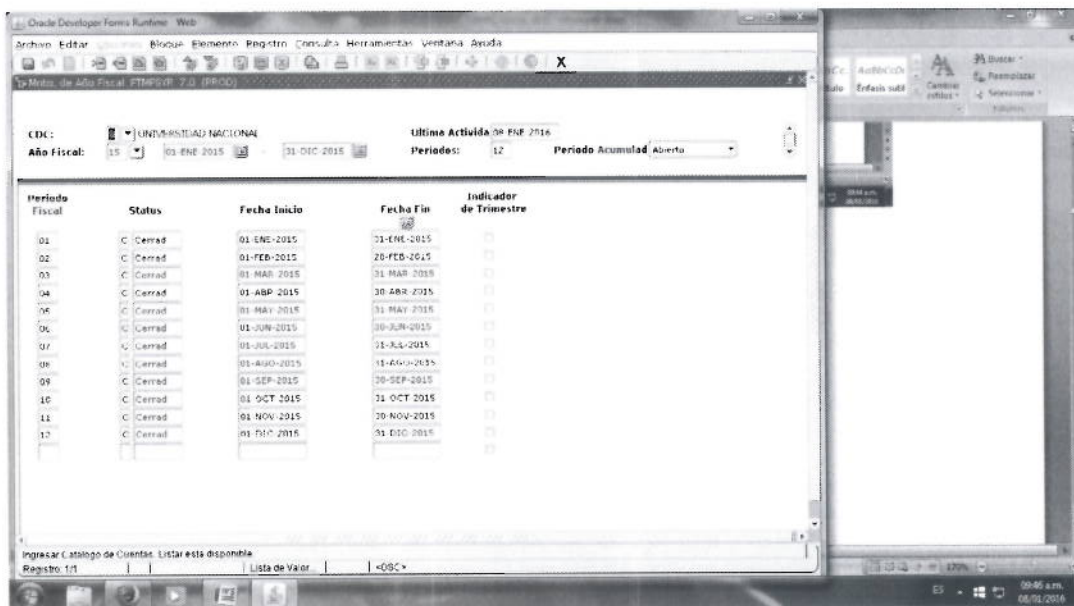 Oracle Developer Forms Runtime - Web
Archivo Editar Bloque Elemento Registro Consulta Herramientas Ventana Ayuda
X
Mntto. de Año Fiscal FTMFSYR 7.0 (PROD)
CDC: UNIVERSIDAD NACIONAL Ultima Activida 08-ENE-2016
Año Fiscal: 15 01-ENE-2015 - 31-DIC-2015 Periodos: 12 Periodo Acumulad Abierto
Periodo Fiscal Status Fecha Inicio Fecha Fin Indicador de Trimestre
01 C Cerrad 01-ENE-2015 31-ENE-2015
02 C Cerrad 01-FEB-2015 28-FEB-2015
03 C Cerrad 01-MAR-2015 31-MAR-2015
04 C Cerrad 01-ABR-2015 30-ABR-2015
05 C Cerrad 01-MAY-2015 31-MAY-2015
06 C Cerrad 01-JUN-2015 30-JUN-2015
07 C Cerrad 01-JUL-2015 31-JUL-2015
08 C Cerrad 01-AGO-2015 31-AGO-2015
09 C Cerrad 01-SEP-2015 30-SEP-2015
10 C Cerrad 01-OCT-2015 31-OCT-2015
11 C Cerrad 01-NOV-2015 30-NOV-2015
12 C Cerrad 01-DIC-2015 31-DIC-2015
Ingresar Catalogo de Cuentas. Listar está disponible
Registro: 1/1 Lista de Valor... <OSC>
AaBbCcDc
Énfasis sutil
Cambiar estilos
Buscar
Reemplazar
Seleccionar
170%
ES 09:46 a.m.
08/01/2016